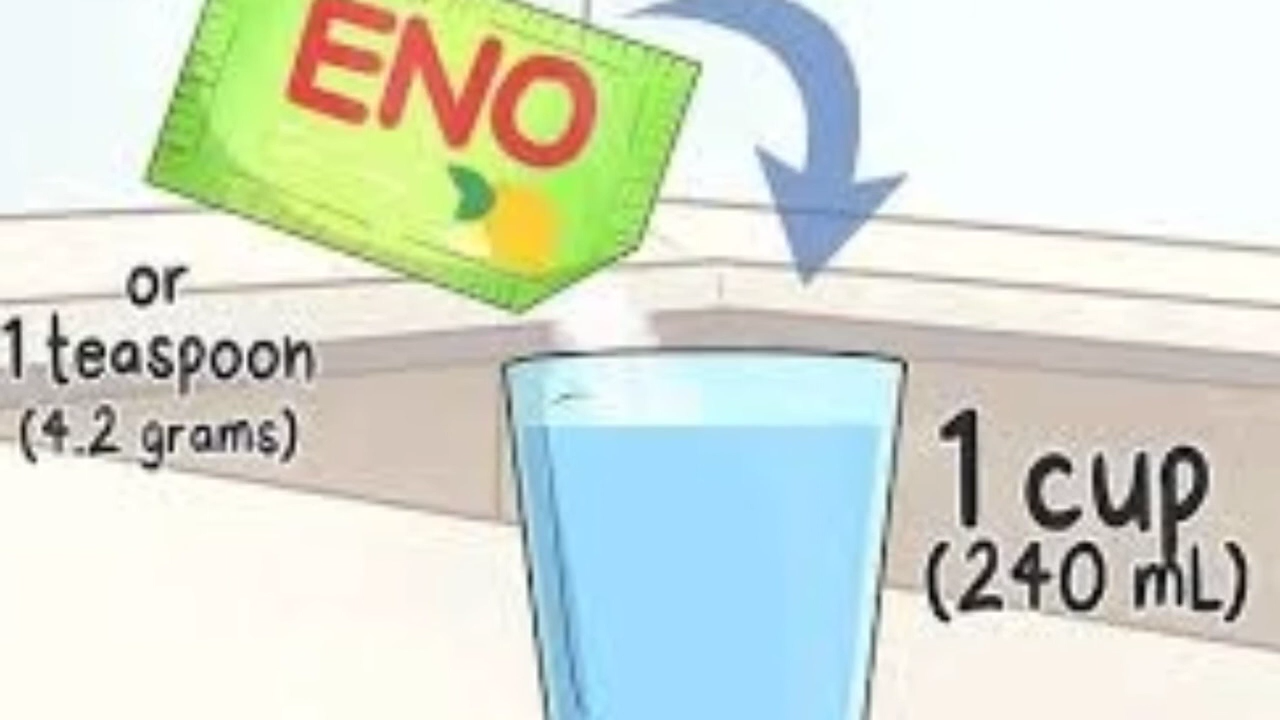 ENO
or
1 teaspoon
(4.2 grams)
1 cup
(240 mL)